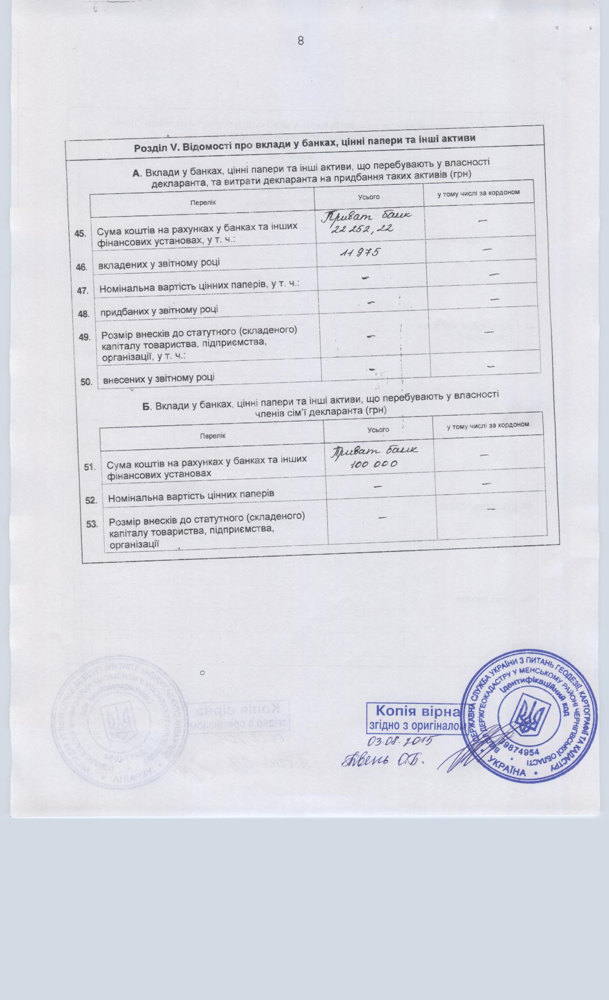 8
Розділ V. Відомості про вклади у банках, цінні папери та інші активи
А. Вклади у банках, цінні папери та інші активи, що перебувають у власності
декларанта, та витрати декларанта на придбання таких активів (грн)
Перелік Усього у тому числі за кордоном
45. Сума коштів на рахунках у банках та інших
фінансових установах, у т. ч.:
Приват банк
22 252,22
—
46. вкладених у звітному році 11 975 —
47. Номінальна вартість цінних паперів, у т. ч.: — —
48. придбаних у звітному році — —
49. Розмір внесків до статутного (складеного)
капіталу товариства, підприємства,
організації, у т. ч.:
— —
50. внесених у звітному році — —
Б. Вклади у банках, цінні папери та інші активи, що перебувають у власності
членів сім'ї декларанта (грн)
Перелік Усього у тому числі за кордоном
51. Сума коштів на рахунках у банках та інших
фінансових установах
Приват банк
100 000
—
52. Номінальна вартість цінних паперів — —
53. Розмір внесків до статутного (складеного)
капіталу товариства, підприємства,
організації
— —
Копія вірна
згідно з оригіналом
03.08.2015
Півень С.Б.
ДЕРЖАВНА СЛУЖБА УКРАЇНИ З ПИТАНЬ ГЕОДЕЗІЇ, КАРТОГРАФІЇ ТА КАДАСТРУ
ДЕРЖГЕОКАДАСТРУ У МЕНСЬКОМУ РАЙОНІ ЧЕРНІГІВСЬКОЇ ОБЛАСТІ
Ідентифікаційний код
39874954
* УКРАЇНА *